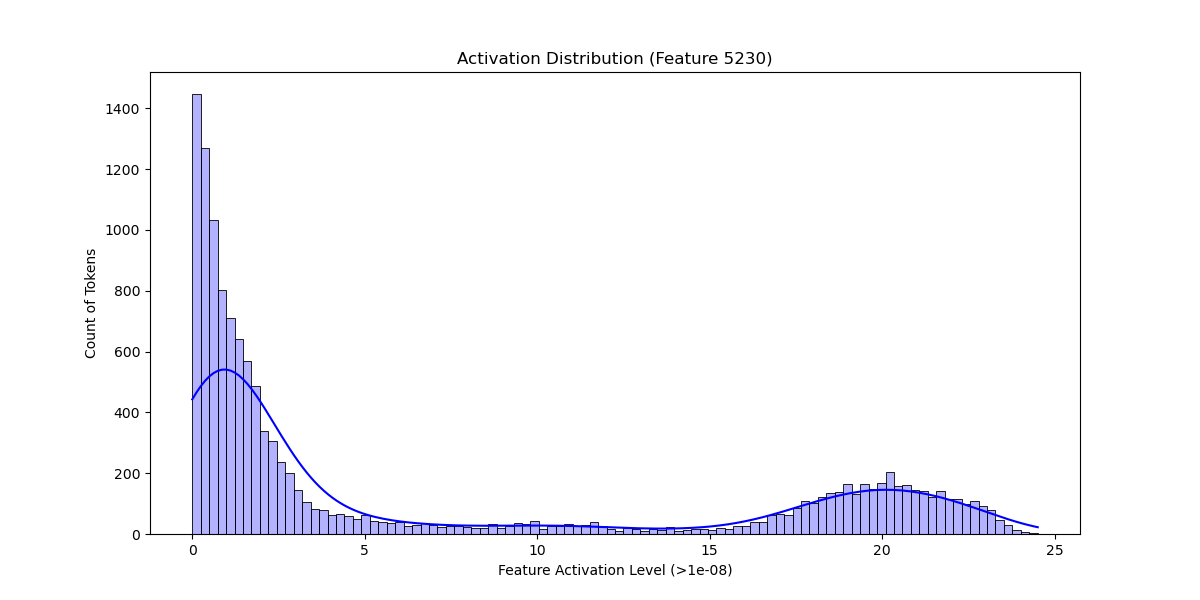 Activation Distribution (Feature 5230)
1400
1200
1000
800
600
400
200
0
Count of Tokens
0 5 10 15 20 25
Feature Activation Level (>1e-08)